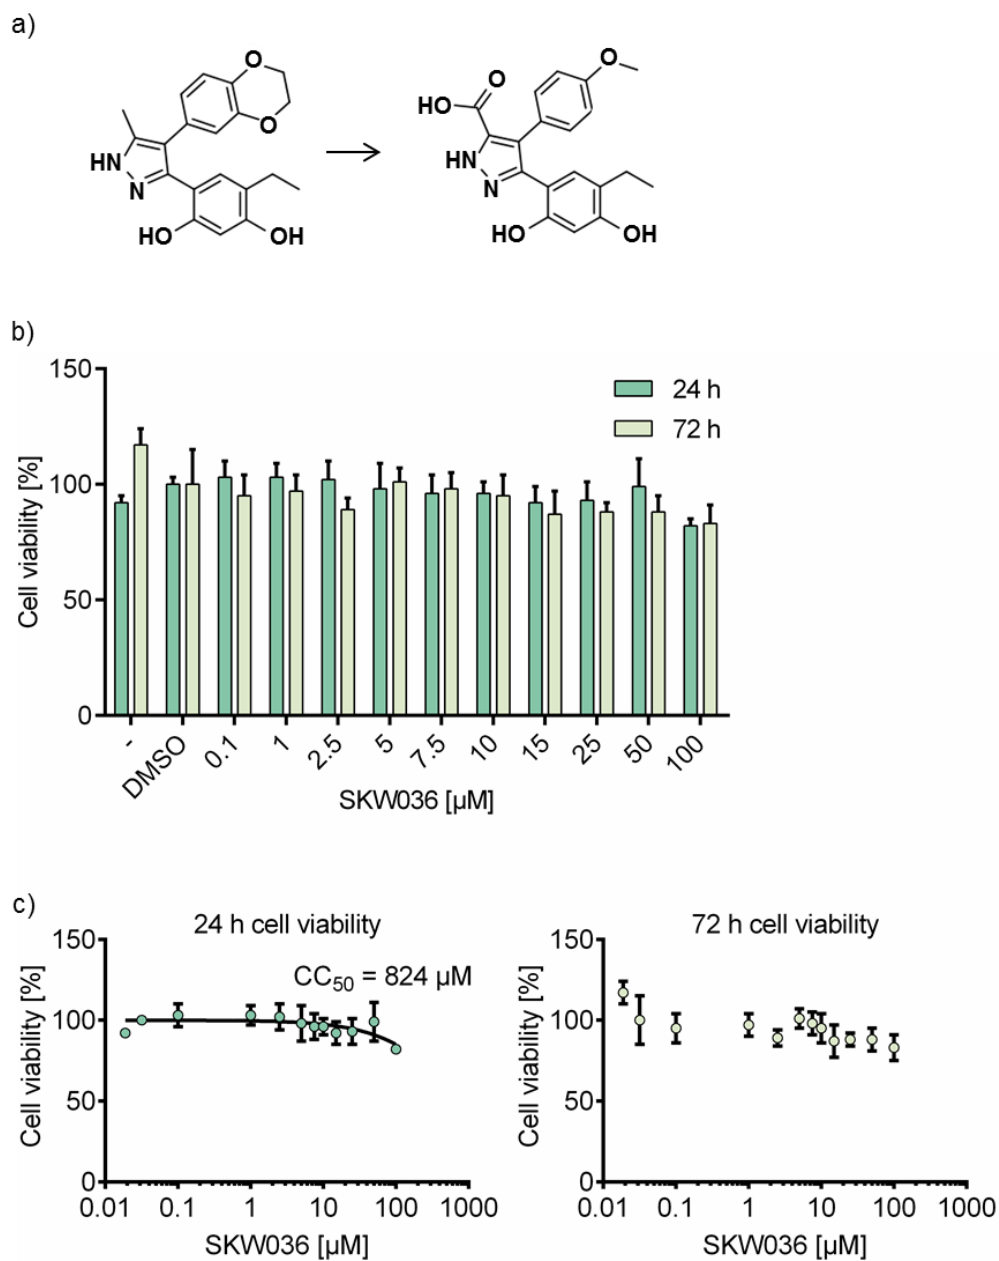 a)
O
O
HN
N
HO
OH
O
HO
O
HN
N
HO
OH
b)
150
100
50
0
Cell viability [%]
24 h
72 h
-
DMSO
0.1
1
2.5
5
7.5
10
15
25
50
100
SKW036 [µM]
c)
24 h cell viability
150
100
50
0
Cell viability [%]
CC50 = 824 µM
0.01 0.1 1 10 100 1000
SKW036 [µM]
72 h cell viability
150
100
50
0
Cell viability [%]
0.01 0.1 1 10 100 1000
SKW036 [µM]